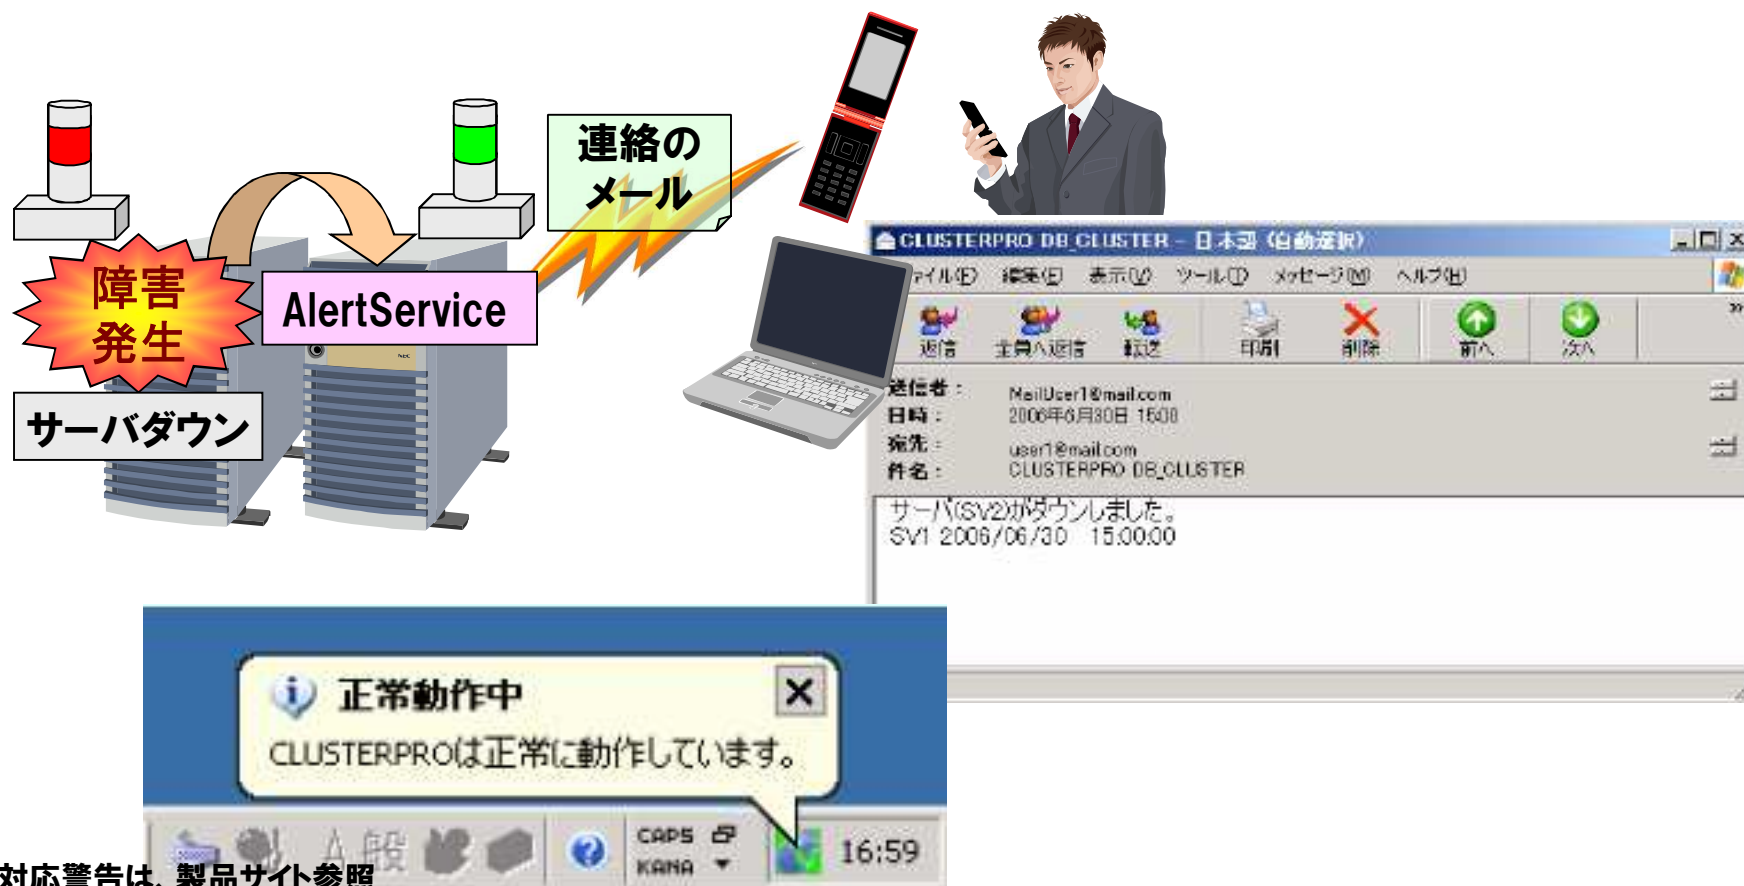 連絡の
メール
障害
発生
AlertService
NEC
サーバダウン
CLUSTERPRO DB_CLUSTER - 日本語 (自動選択)
ァイル(F) 編集(E) 表示(V) ツール(T) メッセージ(M) ヘルプ(H)
返信 全員へ返信 転送 印刷 削除 前へ 次へ
送信者: MailUser1@mail.com
日時: 2006年6月30日 15:00
宛先: user1@mail.com
件名: CLUSTERPRO DB_CLUSTER
サーバ(SV2)がダウンしました。
SV1 2006/06/30 15:00:00
正常動作中
CLUSTERPROは正常に動作しています。
A 般 CAPS
KANA
16:59
対応警告は、製品サイト参照